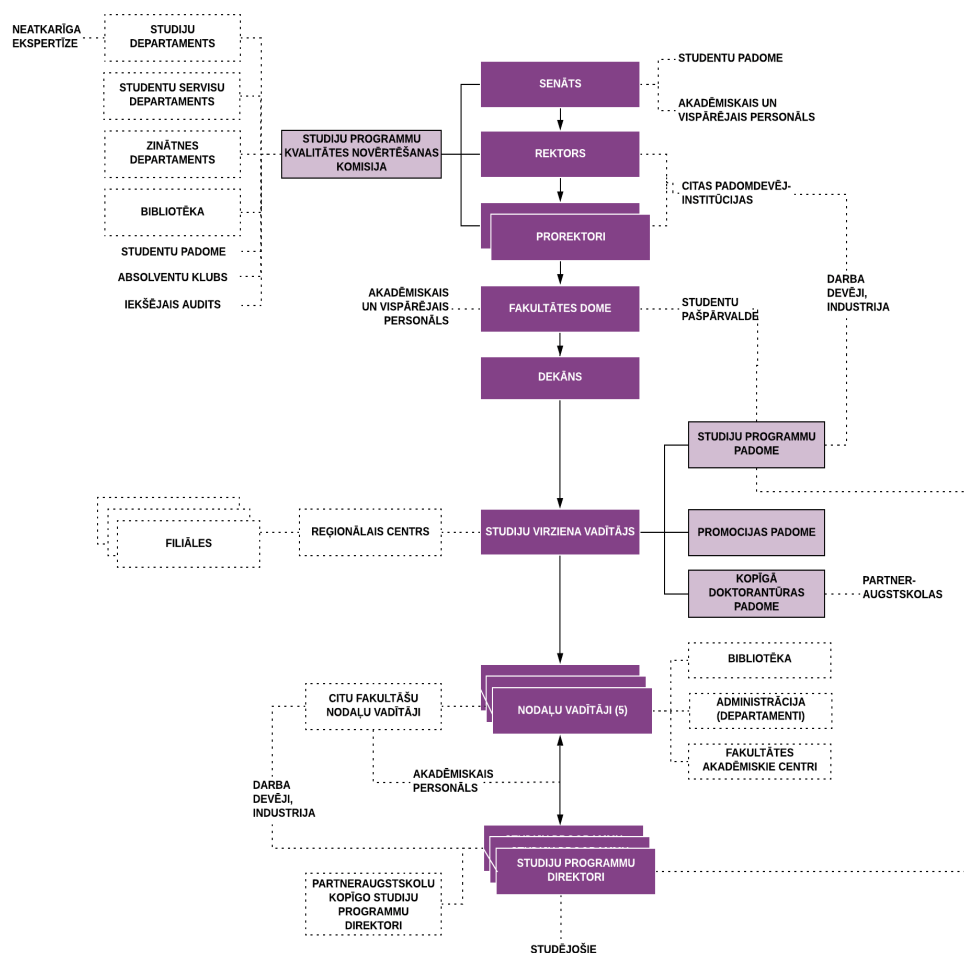 NEATKARĪGA
EKSPERTĪZE
STUDIJU
DEPARTAMENTS
STUDENTU SERVISU
DEPARTAMENTS
ZINĀTNES
DEPARTAMENTS
BIBLIOTĒKA
STUDENTU PADOME
ABSOLVENTU KLUBS
IEKŠĒJAIS AUDITS
STUDIJU PROGRAMMU
KVALITĀTES NOVĒRTĒŠANAS
KOMISIJA
SENĀTS
STUDENTU PADOME
AKADĒMISKAIS UN
VISPĀRĒJAIS PERSONĀLS
REKTORS
CITAS PADOMDEVĒJ-
INSTITŪCIJAS
PROREKTORI
DARBA
DEVĒJI,
INDUSTRIJA
AKADĒMISKAIS
UN VISPĀRĒJAIS
PERSONĀLS
FAKULTĀTES DOME
STUDENTU
PAŠPĀRVALDE
DEKĀNS
STUDIJU PROGRAMMU
PADOME
FILIĀLES
REĢIONĀLAIS CENTRS
STUDIJU VIRZIENA VADĪTĀJS
PROMOCIJAS PADOME
KOPĪGĀ
DOKTORANTŪRAS
PADOME
PARTNER-
AUGSTSKOLAS
BIBLIOTĒKA
CITU FAKULTĀŠU
NODAĻU VADĪTĀJI
NODAĻU VADĪTĀJI (5)
ADMINISTRĀCIJA
(DEPARTAMENTI)
FAKULTĀTES
AKADĒMISKIE CENTRI
AKADĒMISKAIS
PERSONĀLS
DARBA
DEVĒJI,
INDUSTRIJA
STUDIJU PROGRAMMU
DIREKTORI
PARTNERAUGSTSKOLU
KOPĪGO STUDIJU
PROGRAMMU
DIREKTORI
STUDĒJOŠIE